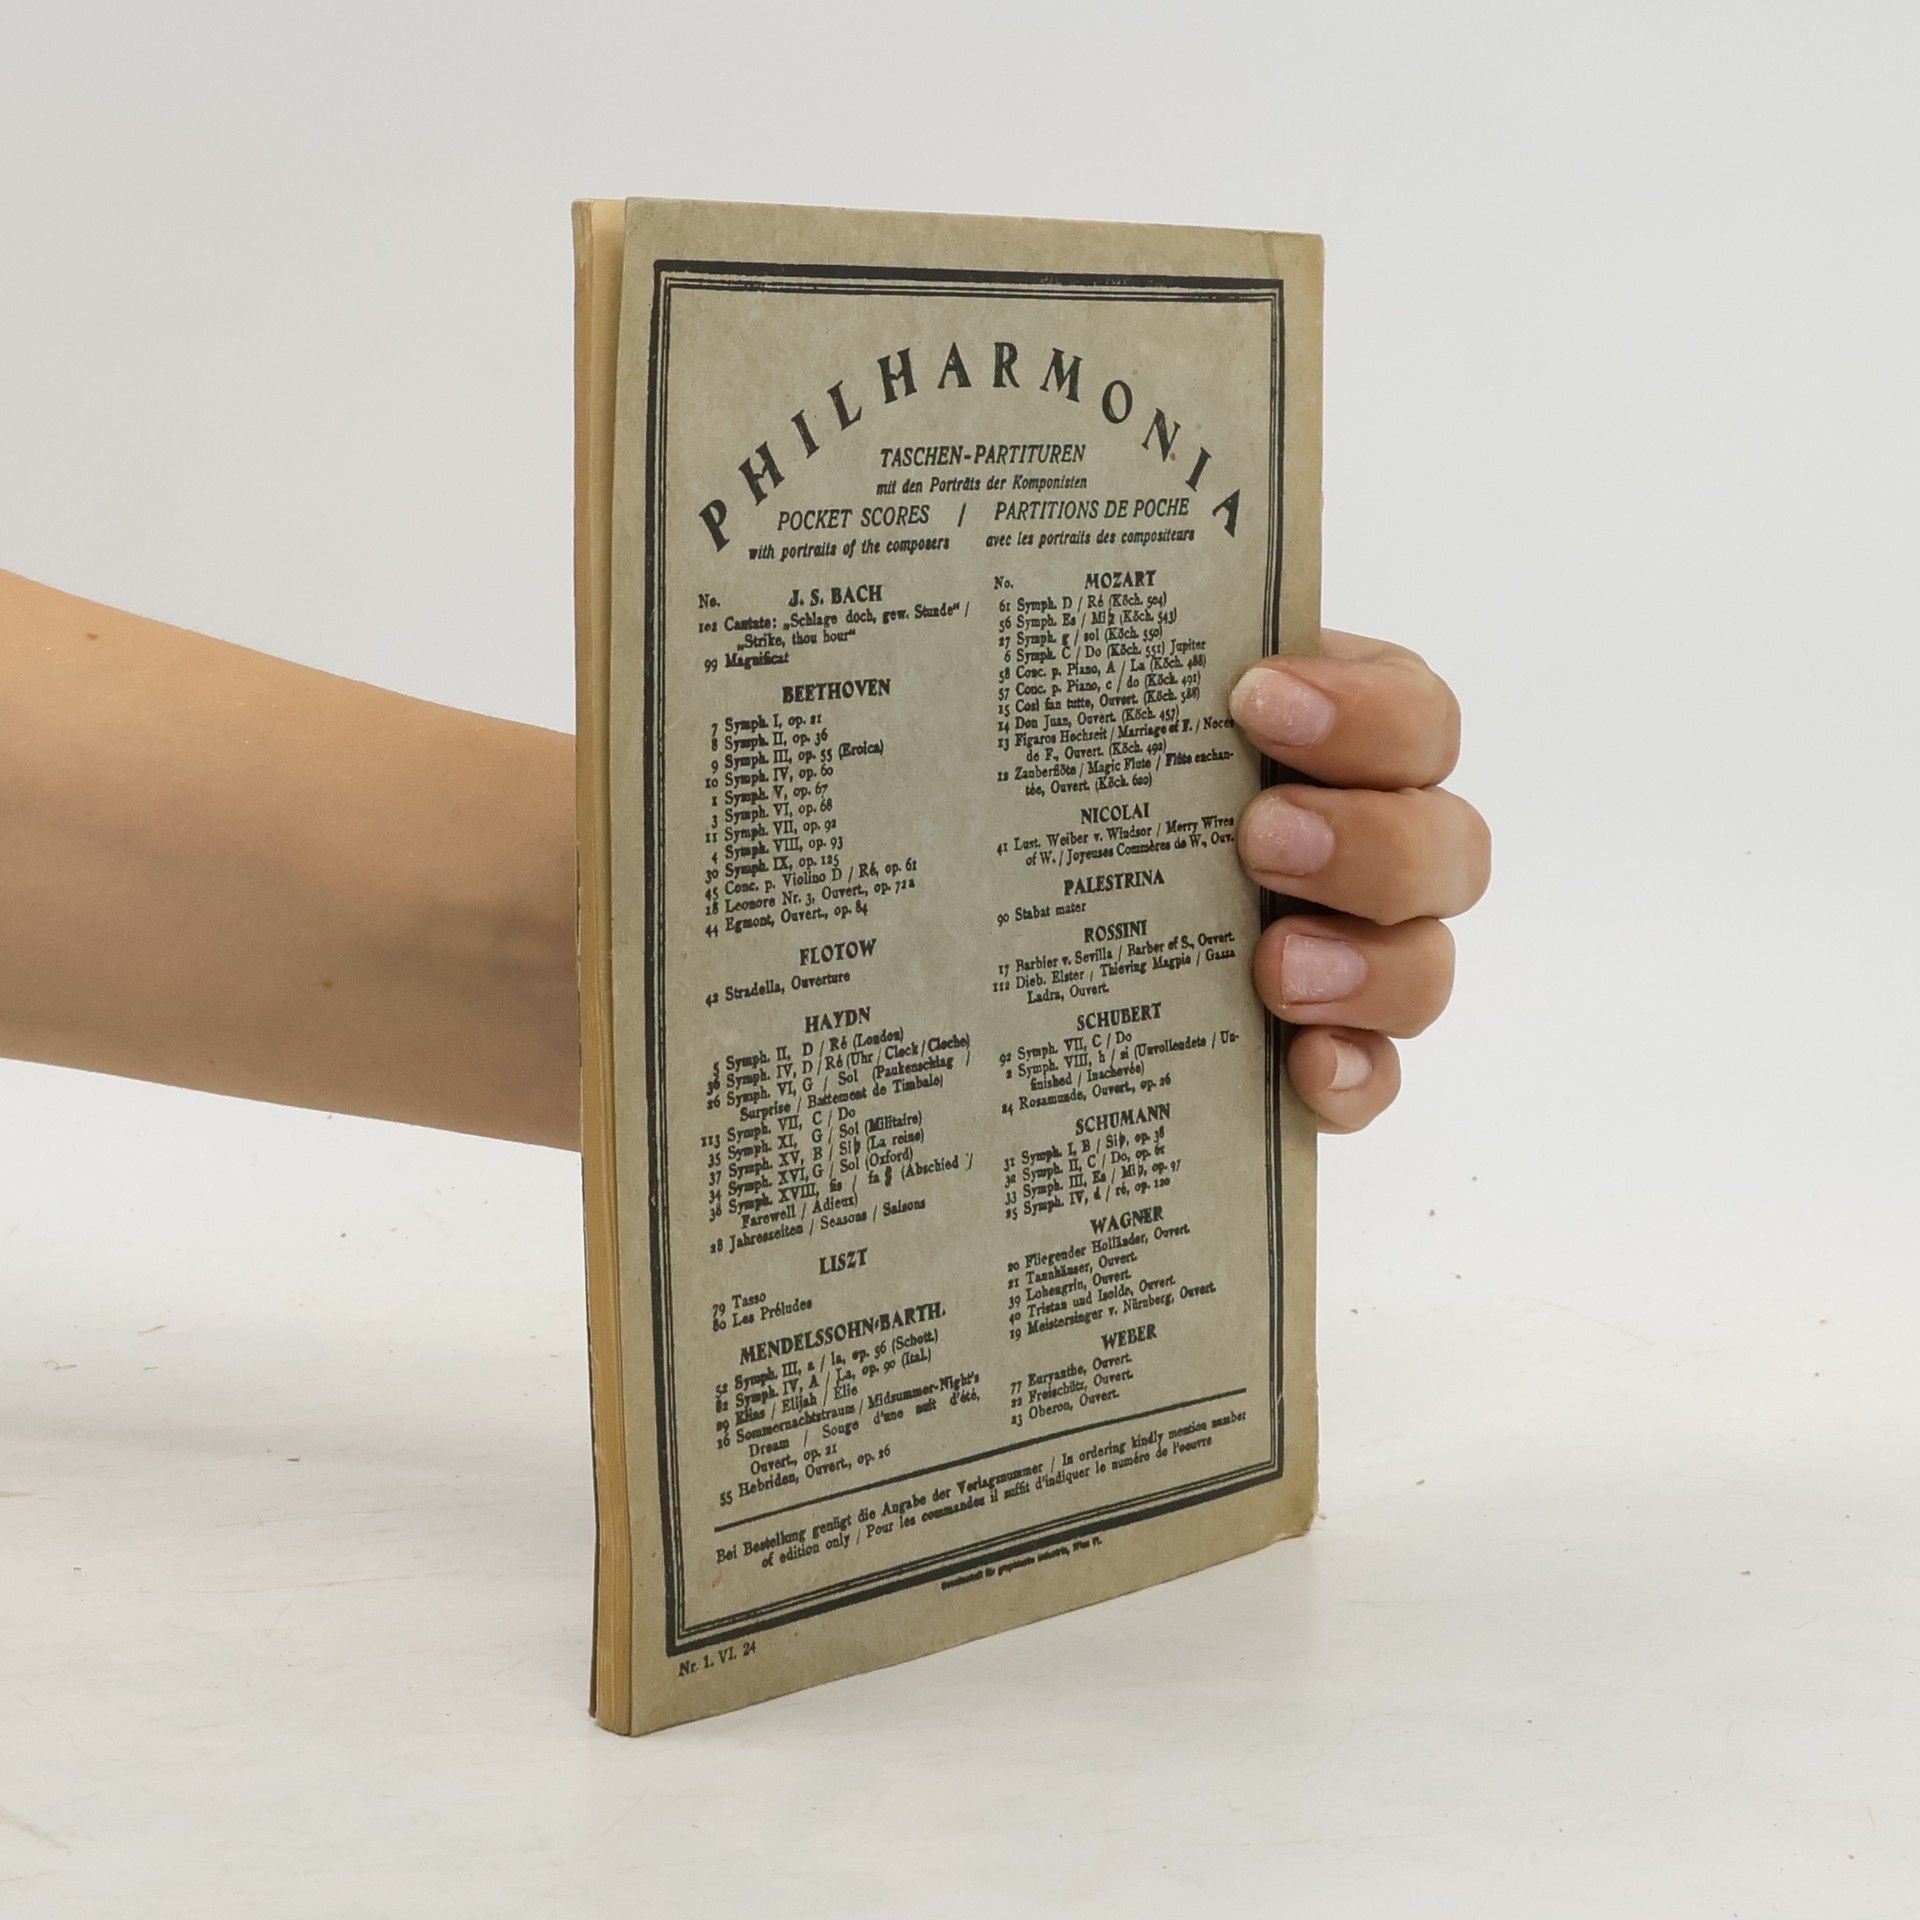 PHILHARMONIA
TASCHEN-PARTITUREN
mit den Porträts der Komponisten
POCKET SCORES / PARTITIONS DE POCHE
with portraits of the composers avec les portraits des compositeurs
No. J. S. BACH
102 Cantate: „Schlage doch, gew. Stunde“ /
„Strike, thou hour“
99 Magnificat
BEETHOVEN
7 Symph. I, op. 21
8 Symph. II, op. 36
9 Symph. III, op. 55 (Eroica)
10 Symph. IV, op. 60
1 Symph. V, op. 67
3 Symph. VI, op. 68
11 Symph. VII, op. 92
4 Symph. VIII, op. 93
30 Symph. IX, op. 125
45 Conc. p. Violino D / Ré, op. 61
18 Leonore Nr. 3, Ouvert., op. 72a
44 Egmont, Ouvert., op. 84
FLOTOW
42 Stradella, Ouverture
HAYDN
5 Symph. II, D / Ré (London)
36 Symph. IV, D / Ré (Uhr / Clock / Cloche)
26 Symph. VI, G / Sol (Paukenschlag /
Surprise / Battement de Timbale)
113 Symph. VII, C / Do
35 Symph. XI, G / Sol (Militaire)
37 Symph. XV, B / Si♭ (La reine)
34 Symph. XVI, G / Sol (Oxford)
38 Symph. XVIII, fis / fa ♯ (Abschied /
Farewell / Adieux)
28 Jahreszeiten / Seasons / Saisons
LISZT
79 Tasso
80 Les Préludes
MENDELSSOHN-BARTH.
52 Symph. III, a / la, op. 56 (Schott.)
82 Symph. IV, A / La, op. 90 (Ital.)
29 Elias / Elijah / Élie
16 Sommernachtstraum / Midsummer-Night's
Dream / Songe d'une nuit d'été,
Ouvert., op. 21
55 Hebriden, Ouvert., op. 26
No. MOZART
61 Symph. D / Ré (Köch. 504)
56 Symph. Es / Mi♭ (Köch. 543)
27 Symph. g / sol (Köch. 550)
6 Symph. C / Do (Köch. 551) Jupiter
58 Conc. p. Piano, A / La (Köch. 488)
57 Conc. p. Piano, c / do (Köch. 491)
15 Così fan tutte, Ouvert. (Köch. 588)
14 Don Juan, Ouvert. (Köch. 457)
13 Figaros Hochzeit / Marriage of F. / Noces
de F., Ouvert. (Köch. 492)
12 Zauberflöte / Magic Flute / Flûte enchan-
tée, Ouvert. (Köch. 620)
NICOLAI
41 Lust. Weiber v. Windsor / Merry Wives
of W. / Joyeuses Commères de W., Ouv.
PALESTRINA
90 Stabat mater
ROSSINI
17 Barbier v. Sevilla / Barber of S., Ouvert.
112 Dieb. Elster / Thieving Magpie / Gazza
Ladra, Ouvert.
SCHUBERT
92 Symph. VII, C / Do
2 Symph. VIII, h / si (Unvollendete / Un-
finished / Inachevée)
24 Rosamunde, Ouvert., op. 26
SCHUMANN
31 Symph. I, B / Si♭, op. 38
32 Symph. II, C / Do, op. 61
33 Symph. III, Es / Mi♭, op. 97
25 Symph. IV, d / ré, op. 120
WAGNER
20 Fliegender Holländer, Ouvert.
21 Tannhäuser, Ouvert.
39 Lohengrin, Ouvert.
40 Tristan und Isolde, Ouvert.
19 Meistersinger v. Nürnberg, Ouvert.
WEBER
77 Euryanthe, Ouvert.
22 Freischütz, Ouvert.
23 Oberon, Ouvert.
Bei Bestellung genügt die Angabe der Verlagsnummer / In ordering kindly mention number
of edition only / Pour les commandes il suffit d'indiquer le numéro de l'oeuvre
Gesellschaft für graphische Industrie, Wien VI.
Nr. 1. VI. 24